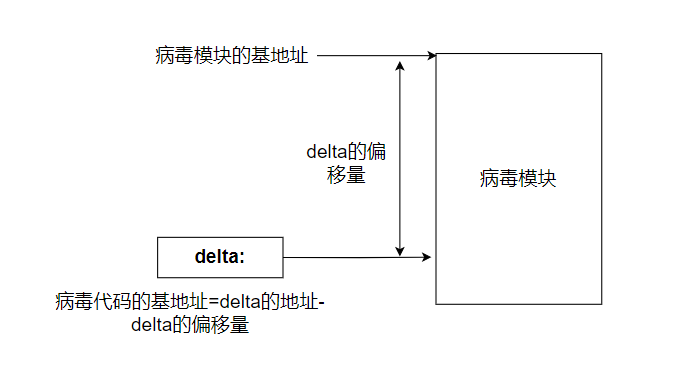 病毒模块的基地址
delta的偏
移量
病毒模块
delta:
病毒代码的基地址=delta的地址-
delta的偏移量